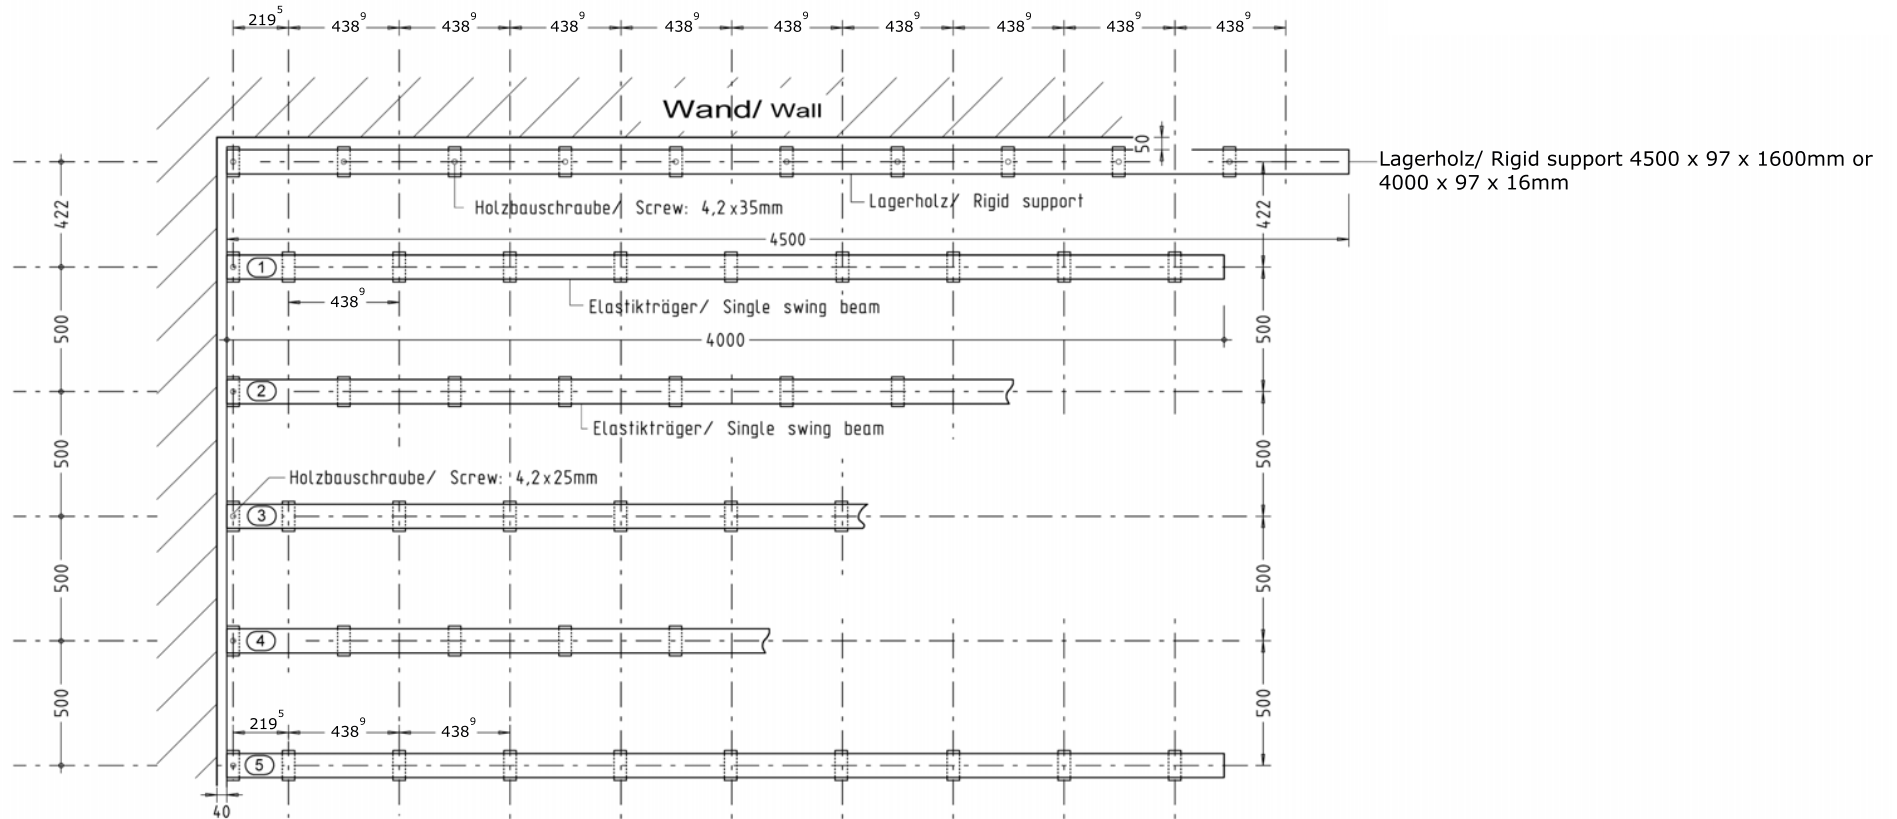 219⁵ 438⁹ 438⁹ 438⁹ 438⁹ 438⁹ 438⁹ 438⁹ 438⁹ 438⁹
Wand/ Wall
50
Lagerholz/ Rigid support 4500 x 97 x 1600mm or
4000 x 97 x 16mm
Holzbauschraube/ Screw: 4,2x35mm
Lagerholz/ Rigid support
422
422
4500
1
438⁹
Elastikträger/ Single swing beam
500
500
4000
2
Elastikträger/ Single swing beam
500
500
Holzbauschraube/ Screw: 4,2x25mm
3
500
500
4
500
500
219⁵ 438⁹ 438⁹
5
40